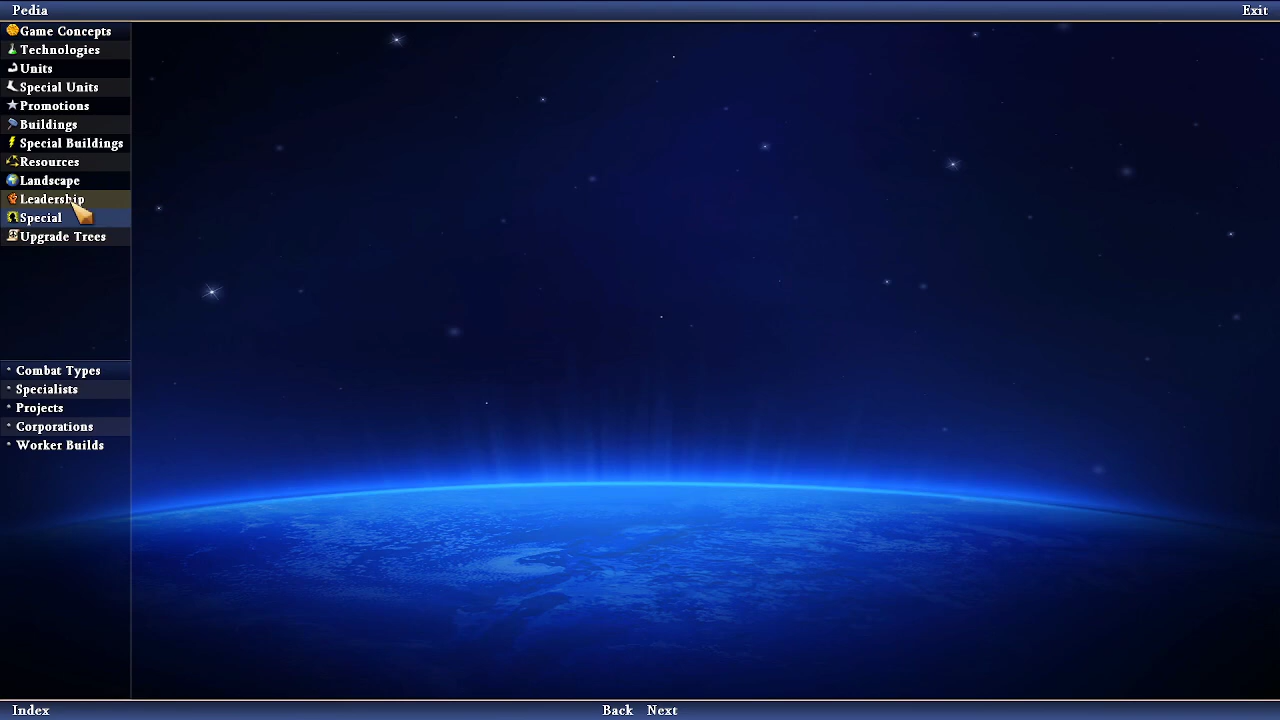 Pedia
Exit
Game Concepts
Technologies
Units
Special Units
Promotions
Buildings
Special Buildings
Resources
Landscape
Leadership
Special
Upgrade Trees
Combat Types
Specialists
Projects
Corporations
Worker Builds
Index
Back Next